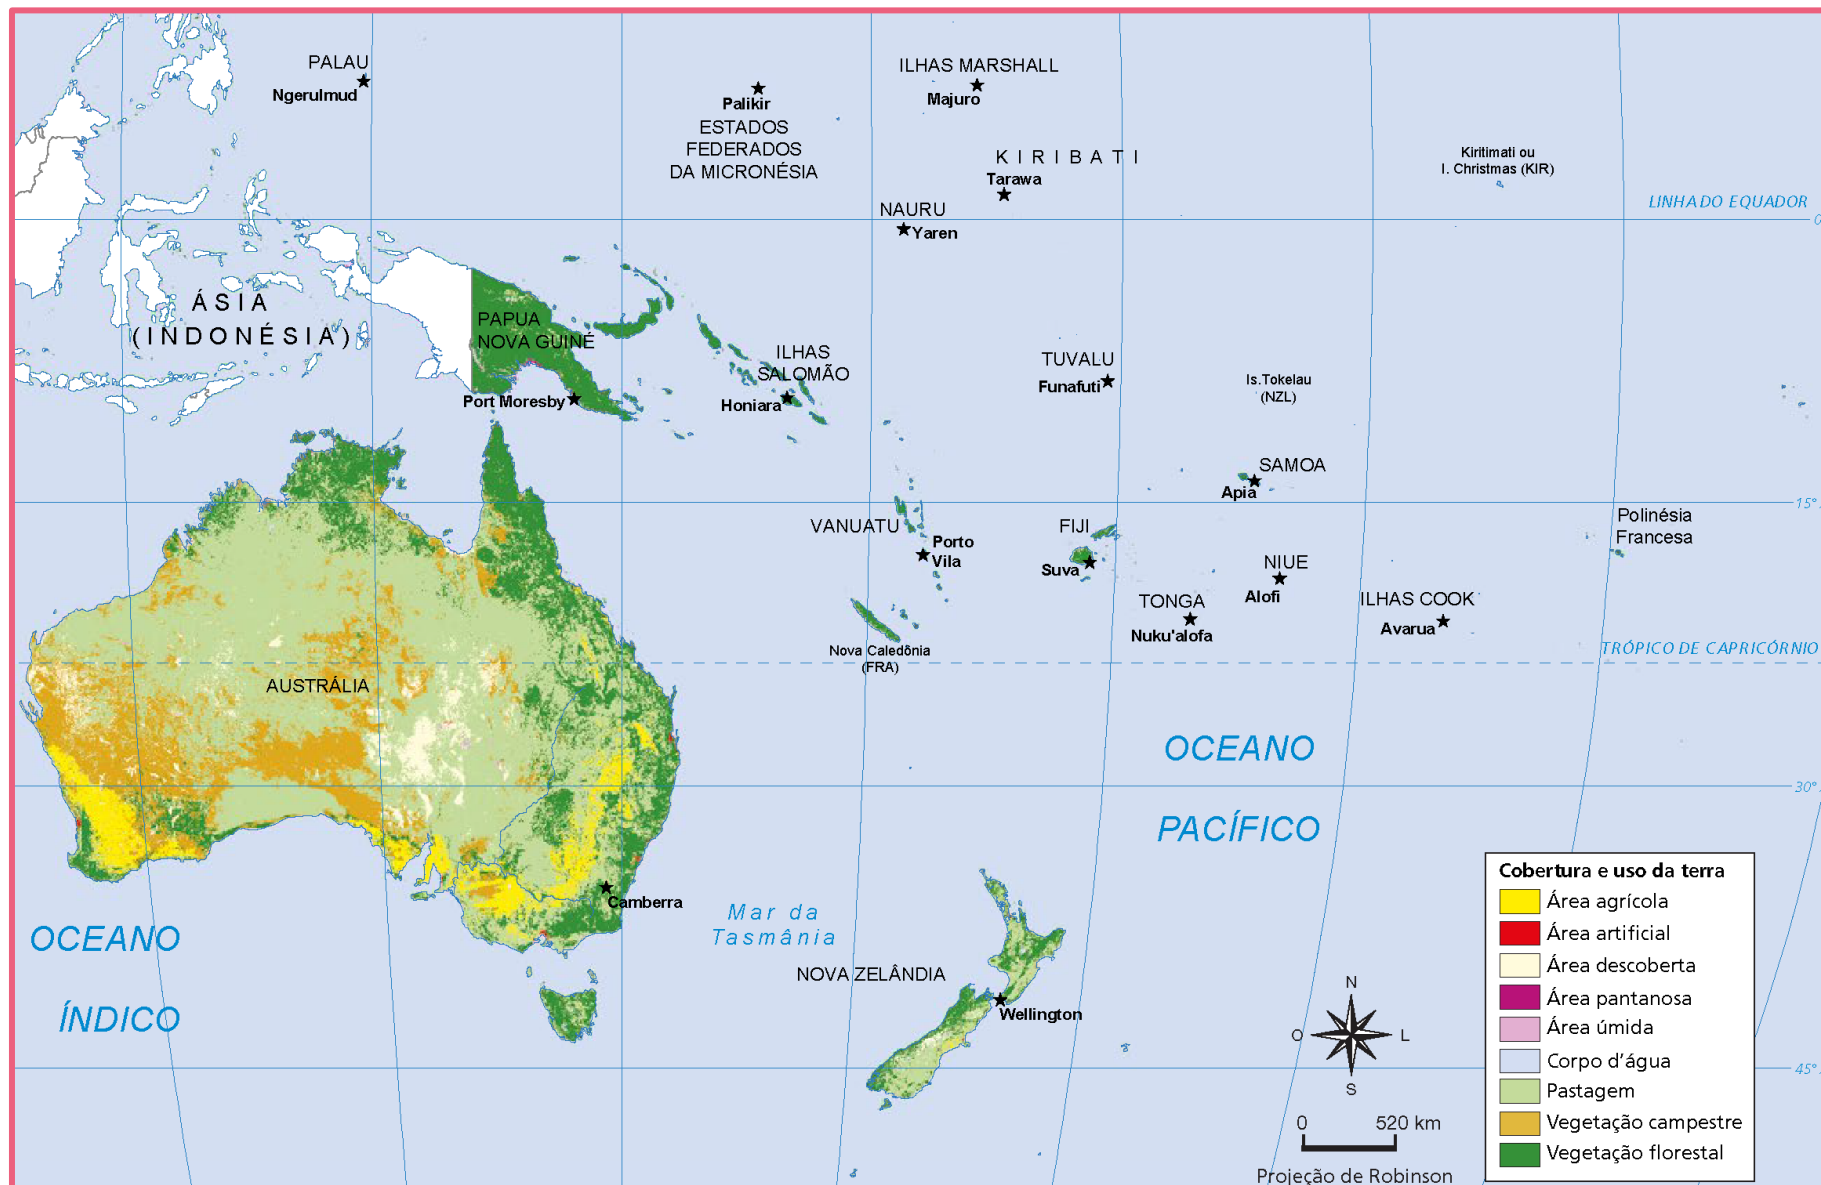 PALAU
Ngerulmud
Palikir
ESTADOS
FEDERADOS
DA MICRONÉSIA
ILHAS MARSHALL
Majuro
KIRIBATI
Tarawa
Kiritimati ou
I. Christmas (KIR)
NAURU
Yaren
LINHA DO EQUADOR
0
ÁSIA
(INDONÉSIA)
PAPUA
NOVA GUINÉ
Port Moresby
ILHAS
SALOMÃO
Honiara
TUVALU
Funafuti
Is.Tokelau
(NZL)
SAMOA
Apia
15°
VANUATU
Porto
Vila
FIJI
Suva
Polinésia
Francesa
NIUE
Alofi
TONGA
Nuku'alofa
ILHAS COOK
Avarua
Nova Caledônia
(FRA)
TRÓPICO DE CAPRICÓRNIO
AUSTRÁLIA
OCEANO
PACÍFICO
30°
Camberra
OCEANO
ÍNDICO
Mar da
Tasmânia
NOVA ZELÂNDIA
Wellington
45°
N
O
L
S
0 520 km
Projeção de Robinson
Cobertura e uso da terra
Área agrícola
Área artificial
Área descoberta
Área pantanosa
Área úmida
Corpo d'água
Pastagem
Vegetação campestre
Vegetação florestal